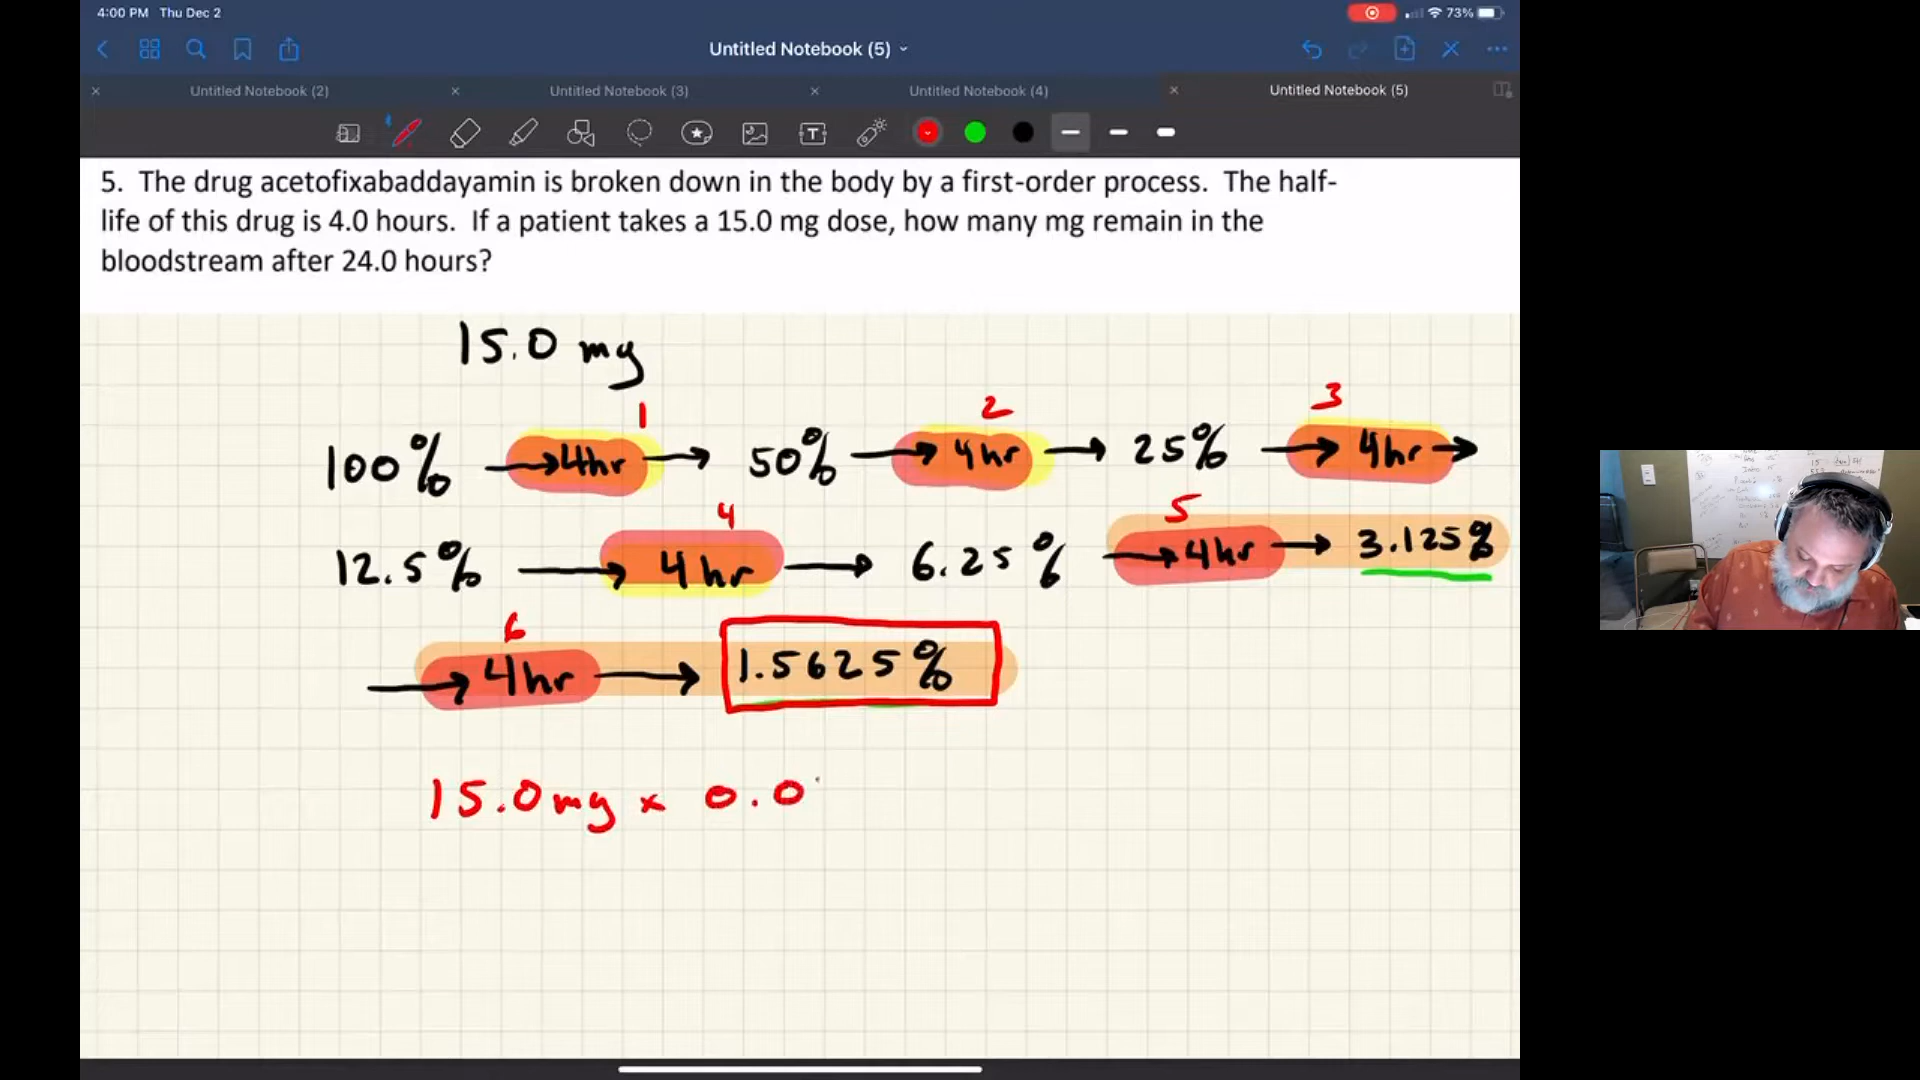 4:00 PM Thu Dec 2
73%
Untitled Notebook (5)
Untitled Notebook (2)
Untitled Notebook (3)
Untitled Notebook (4)
Untitled Notebook (5)
5. The drug acetofixabaddayamin is broken down in the body by a first-order process. The half-
life of this drug is 4.0 hours. If a patient takes a 15.0 mg dose, how many mg remain in the
bloodstream after 24.0 hours?
15.0 mg
1 2 3
100% → 4hr → 50% → 4hr → 25% → 4hr →
4 5
12.5% → 4hr → 6.25% → 4hr → 3.125%
6
→ 4hr → 1.5625%
15.0mg x 0.0